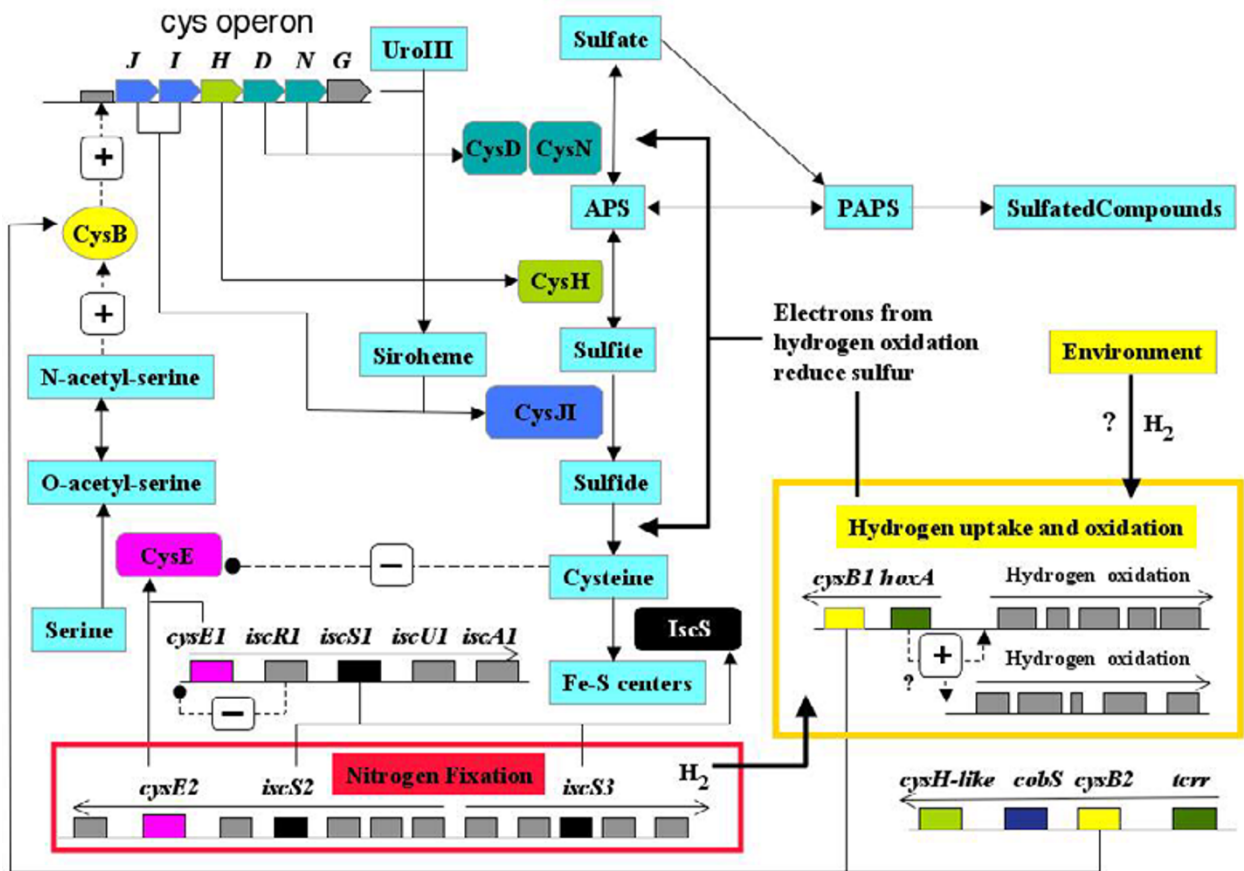 cys operon
J I H D N G
UroIII
Sulfate
+
CysD CysN
APS
PAPS
SulfatedCompounds
CysB
CysH
+
Electrons from
hydrogen oxidation
reduce sulfur
Siroheme
Sulfite
Environment
N-acetyl-serine
CysJI
? H2
O-acetyl-serine
Sulfide
Hydrogen uptake and oxidation
CysE
−
Cysteine
cysB1 hoxA
Hydrogen oxidation
Serine
cysE1 iscR1 iscS1 iscU1 iscA1
IscS
+
?
Hydrogen oxidation
Fe-S centers
−
Nitrogen Fixation
H2
cysE2 iscS2 iscS3
cysH-like cobS cysB2 tcrr